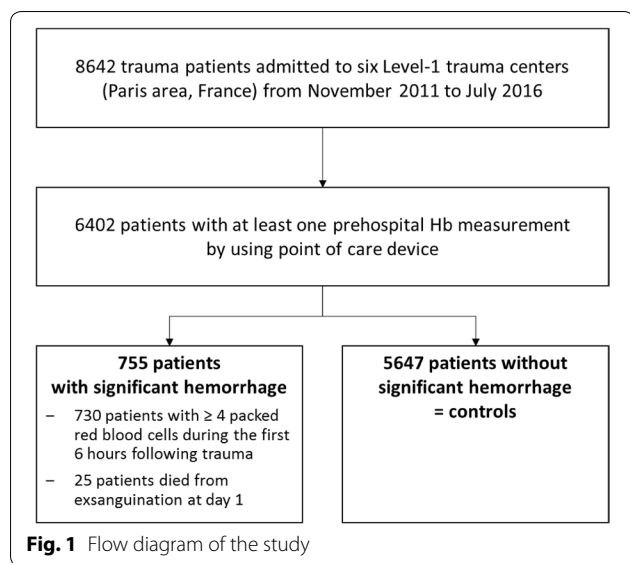 8642 trauma patients admitted to six Level-1 trauma centers
(Paris area, France) from November 2011 to July 2016
6402 patients with at least one prehospital Hb measurement
by using point of care device
755 patients
with significant hemorrhage
– 730 patients with ≥ 4 packed
red blood cells during the first
6 hours following trauma
– 25 patients died from
exsanguination at day 1
5647 patients without
significant hemorrhage
= controls
Fig. 1 Flow diagram of the study